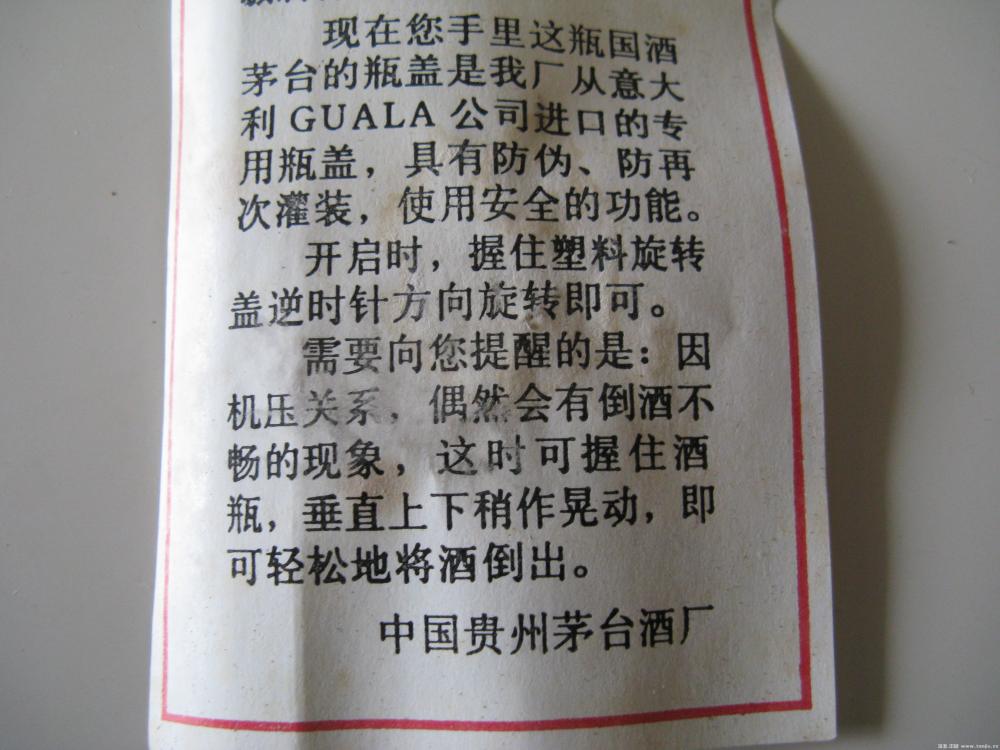 现在您手里这瓶国酒
茅台的瓶盖是我厂从意大
利 GUALA 公司进口的专
用瓶盖，具有防伪、防再
次灌装，使用安全的功能。
开启时，握住塑料旋转
盖逆时针方向旋转即可。
需要向您提醒的是：因
机压关系，偶然会有倒酒不
畅的现象，这时可握住酒
瓶，垂直上下稍作晃动，即
可轻松地将酒倒出。
中国贵州茅台酒厂